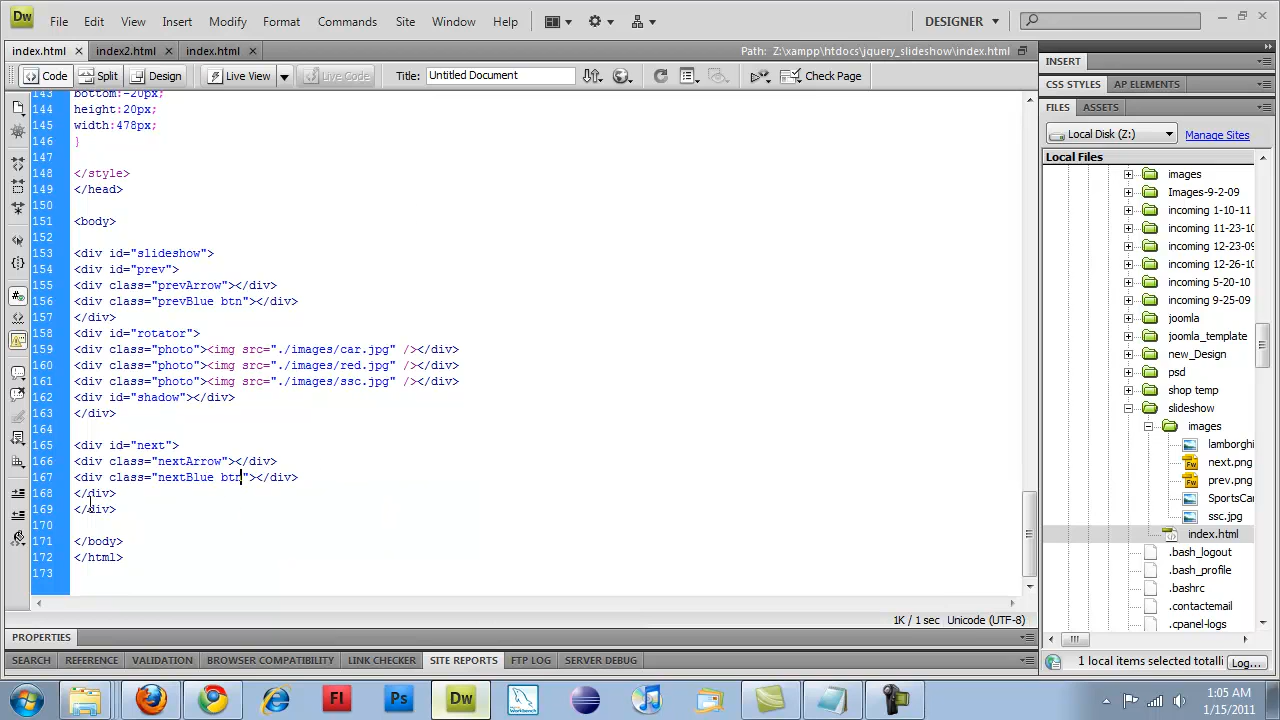 Dw File Edit View Insert Modify Format Commands Site Window Help DESIGNER
index.html index2.html index.html Path: Z:\xampp\htdocs\jquery_slideshow\index.html
Code Split Design Live View Live Code Title: Untitled Document Check Page
143 bottom:-20px;
144 height:20px;
145 width:478px;
146 }
147
148 </style>
149 </head>
150
151 <body>
152
153 <div id="slideshow">
154 <div id="prev">
155 <div class="prevArrow"></div>
156 <div class="prevBlue btn"></div>
157 </div>
158 <div id="rotator">
159 <div class="photo"><img src="./images/car.jpg" /></div>
160 <div class="photo"><img src="./images/red.jpg" /></div>
161 <div class="photo"><img src="./images/ssc.jpg" /></div>
162 <div id="shadow"></div>
163 </div>
164
165 <div id="next">
166 <div class="nextArrow"></div>
167 <div class="nextBlue btn"></div>
168 </div>
169 </div>
170
171 </body>
172 </html>
173
1K / 1 sec Unicode (UTF-8)
PROPERTIES
SEARCH REFERENCE VALIDATION BROWSER COMPATIBILITY LINK CHECKER SITE REPORTS FTP LOG SERVER DEBUG
INSERT
CSS STYLES AP ELEMENTS
FILES ASSETS
Local Disk (Z:) Manage Sites
Local Files
images
Images-9-2-09
incoming 1-10-11
incoming 11-23-10
incoming 12-23-09
incoming 12-26-10
incoming 5-20-10
incoming 9-25-09
joomla
joomla_template
new_Design
psd
shop temp
slideshow
images
lamborghi
next.png
prev.png
SportsCar
ssc.jpg
index.html
.bash_logout
.bash_profile
.bashrc
.contactemail
.cpanel-logs
1 local items selected totalli Log...
Fl Ps Dw Workbench
1:05 AM
1/15/2011